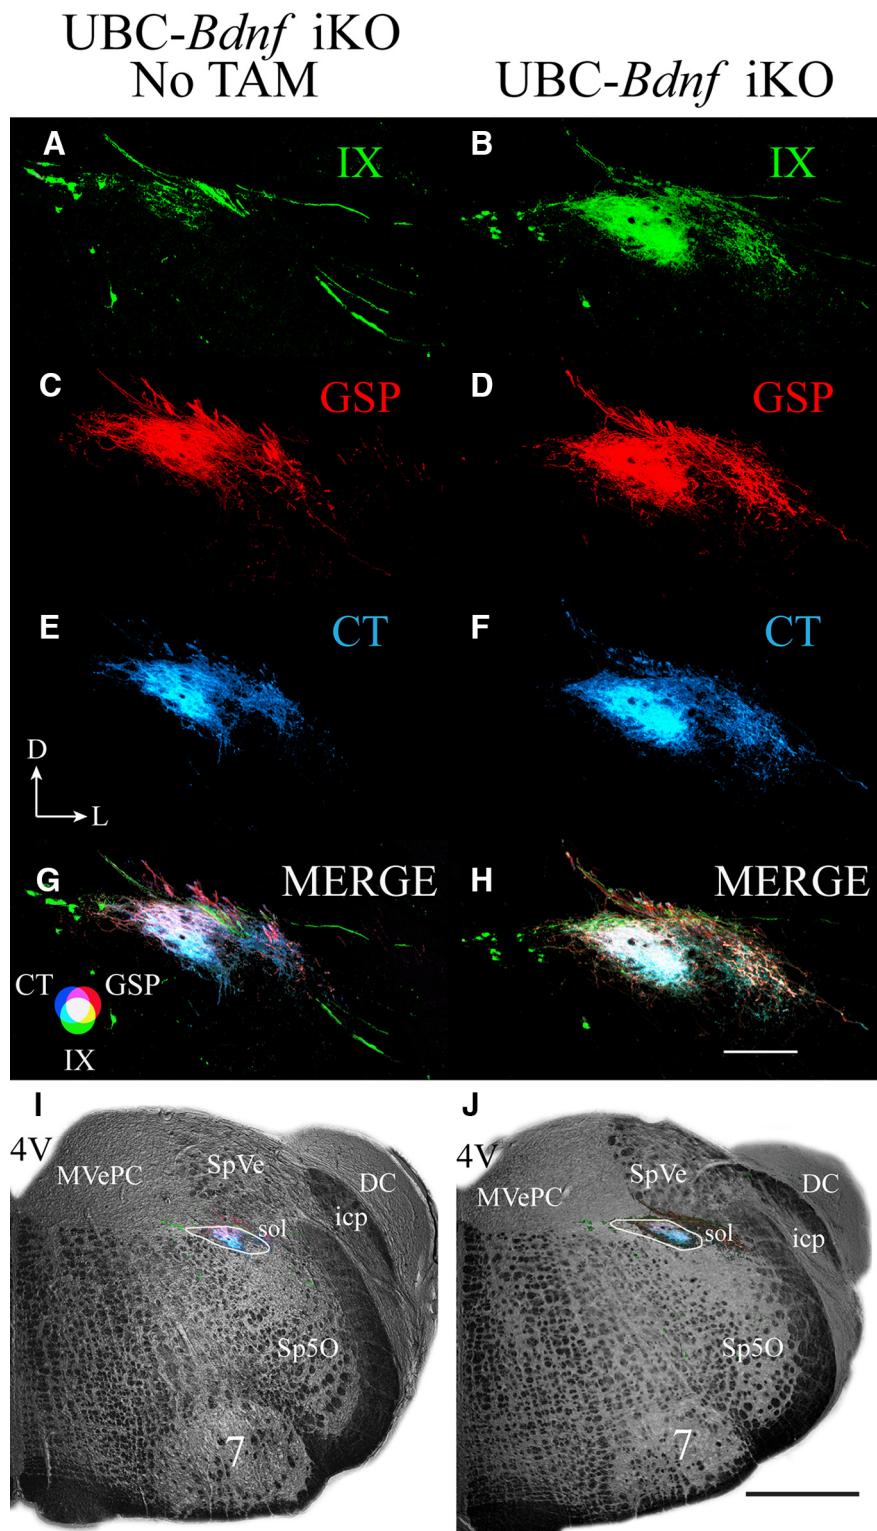 UBC-Bdnf iKO
No TAM
UBC-Bdnf iKO
A
IX
B
IX
C
GSP
D
GSP
E
CT
F
CT
D
L
G
MERGE
H
MERGE
CT
GSP
IX
I
J
4V
SpVe
MVePC
DC
icp
sol
Sp5O
7
4V
SpVe
MVePC
DC
icp
sol
Sp5O
7